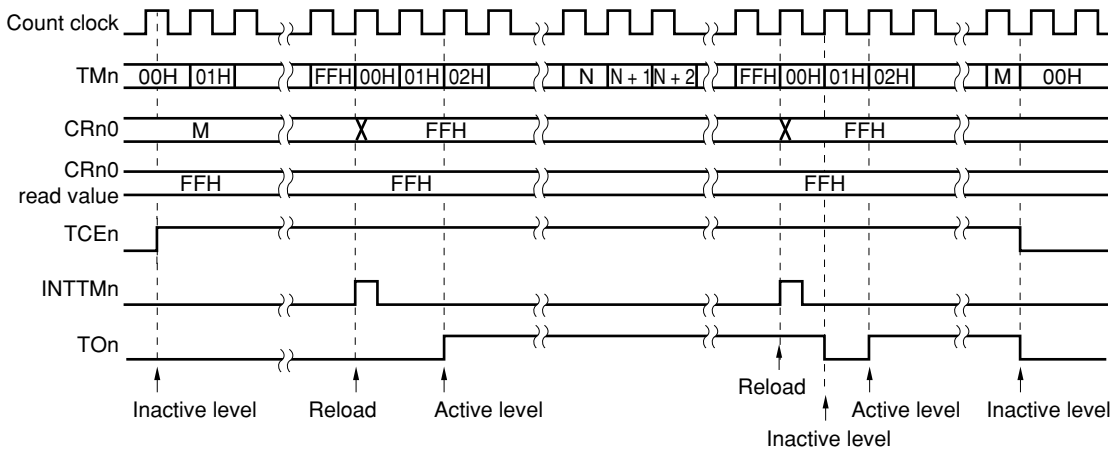 Count clock
TMn 00H 01H FFH 00H 01H 02H N N + 1 N + 2 FFH 00H 01H 02H M 00H
CRn0 M X FFH X FFH
CRn0 read value FFH FFH FFH
TCEn
INTTMn
TOn
Reload
Inactive level Reload Active level Active level Inactive level
Inactive level